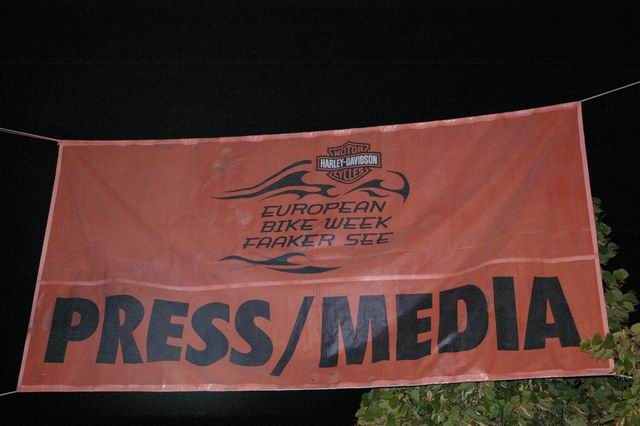 MOTOR
HARLEY-DAVIDSON
CYCLES
EUROPEAN
BIKE WEEK
FAAKER SEE
PRESS/MEDIA